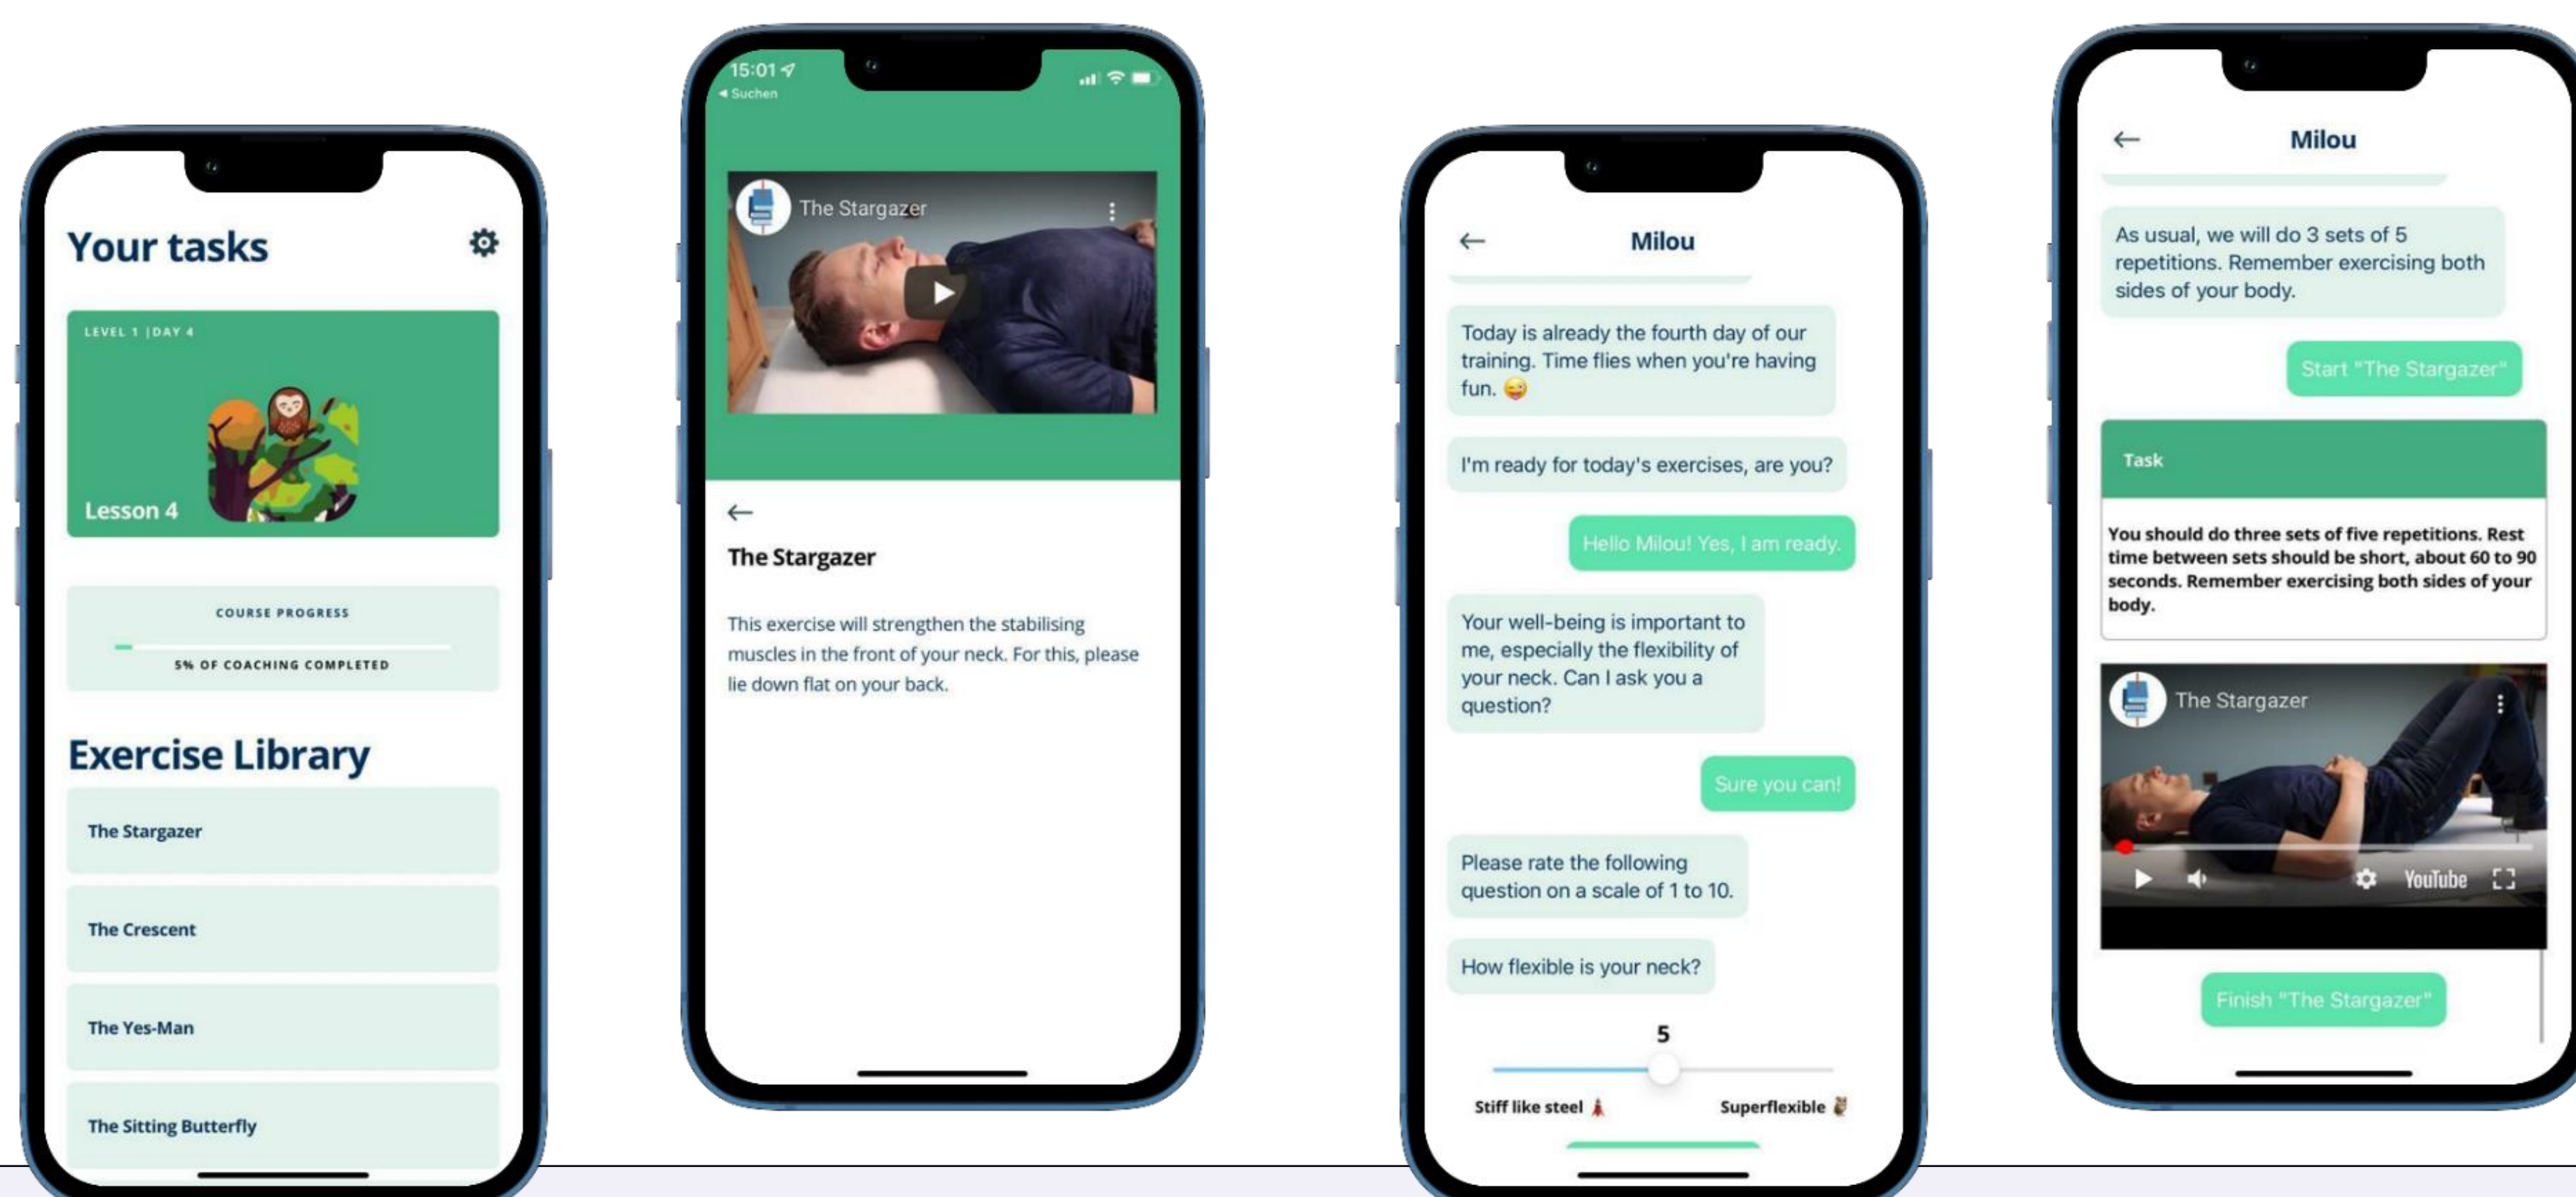 Your tasks
LEVEL 1 | DAY 4
Lesson 4
COURSE PROGRESS
5% OF COACHING COMPLETED
Exercise Library
The Stargazer
The Crescent
The Yes-Man
The Sitting Butterfly
15:01
Suchen
The Stargazer
The Stargazer
This exercise will strengthen the stabilising
muscles in the front of your neck. For this, please
lie down flat on your back.
Milou
Today is already the fourth day of our
training. Time flies when you're having
fun. 😜
I'm ready for today's exercises, are you?
Hello Milou! Yes, I am ready.
Your well-being is important to
me, especially the flexibility of
your neck. Can I ask you a
question?
Sure you can!
Please rate the following
question on a scale of 1 to 10.
How flexible is your neck?
5
Stiff like steel Superflexible
Milou
As usual, we will do 3 sets of 5
repetitions. Remember exercising both
sides of your body.
Start "The Stargazer"
Task
You should do three sets of five repetitions. Rest
time between sets should be short, about 60 to 90
seconds. Remember exercising both sides of your
body.
The Stargazer
YouTube
Finish "The Stargazer"